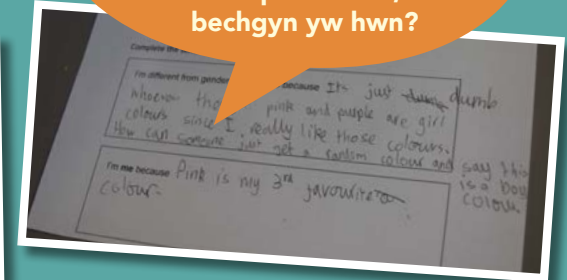 bechgyn yw hwn?
Complete the
I'm different from gender because Its just dumb
whoever tho pink and purple are girl
colours since I really like those colours.
How can someone just get a random colour and say this
is a boy
colour
I'm me because Pink is my 3rd favourite
colour.